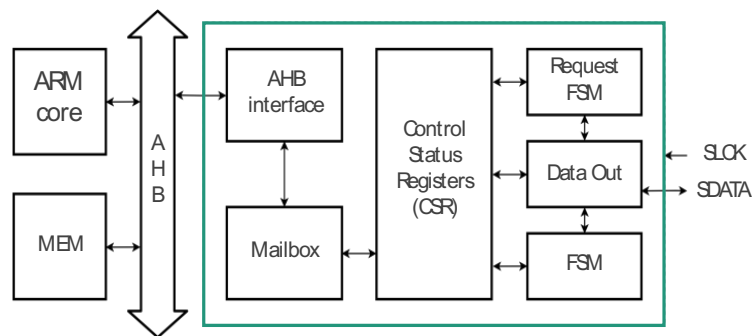 ARM
core
MEM
A
H
B
AHB
interface
Mailbox
Control
Status
Registers
(CSR)
Request
FSM
Data Out
FSM
SLCK
SDATA